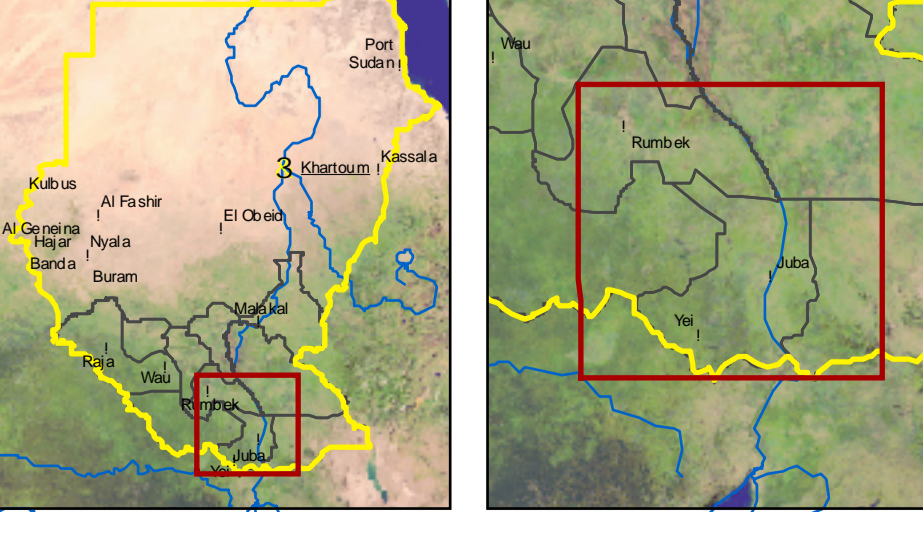 Port
Sudan
3
Khartoum
Kassala
Kulbus
Al Fashir
El Obeid
Al Geneina
Hajar
Nyala
Banda
Buram
Malakal
Raja
Wau
Rumbek
Juba
Yei
Wau
Rumbek
Juba
Yei